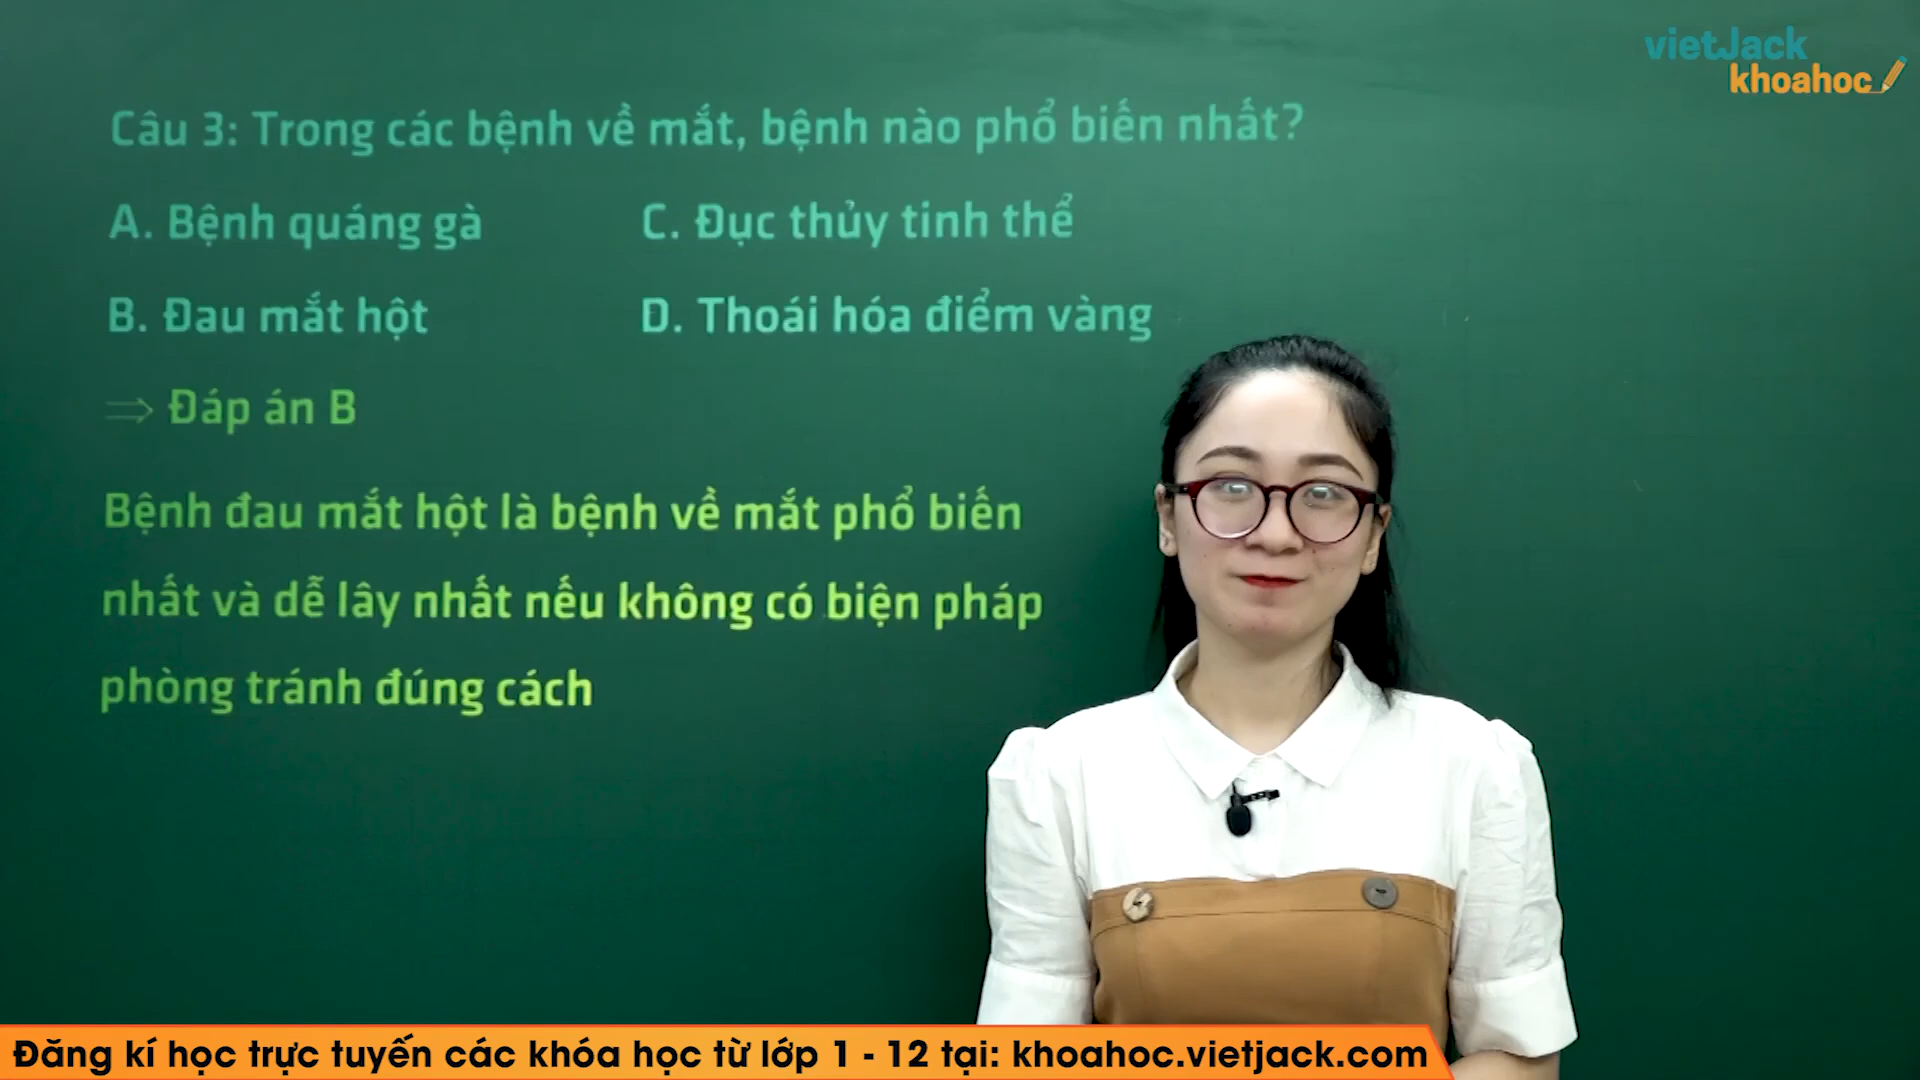 vietJack
khoahoc
Câu 3: Trong các bệnh về mắt, bệnh nào phổ biến nhất?
A. Bệnh quáng gà
C. Đục thủy tinh thể
B. Đau mắt hột
D. Thoái hóa điểm vàng
⇒ Đáp án B
Bệnh đau mắt hột là bệnh về mắt phổ biến
nhất và dễ lây nhất nếu không có biện pháp
phòng tránh đúng cách
Đăng kí học trực tuyến các khóa học từ lớp 1 - 12 tại: khoahoc.vietjack.com